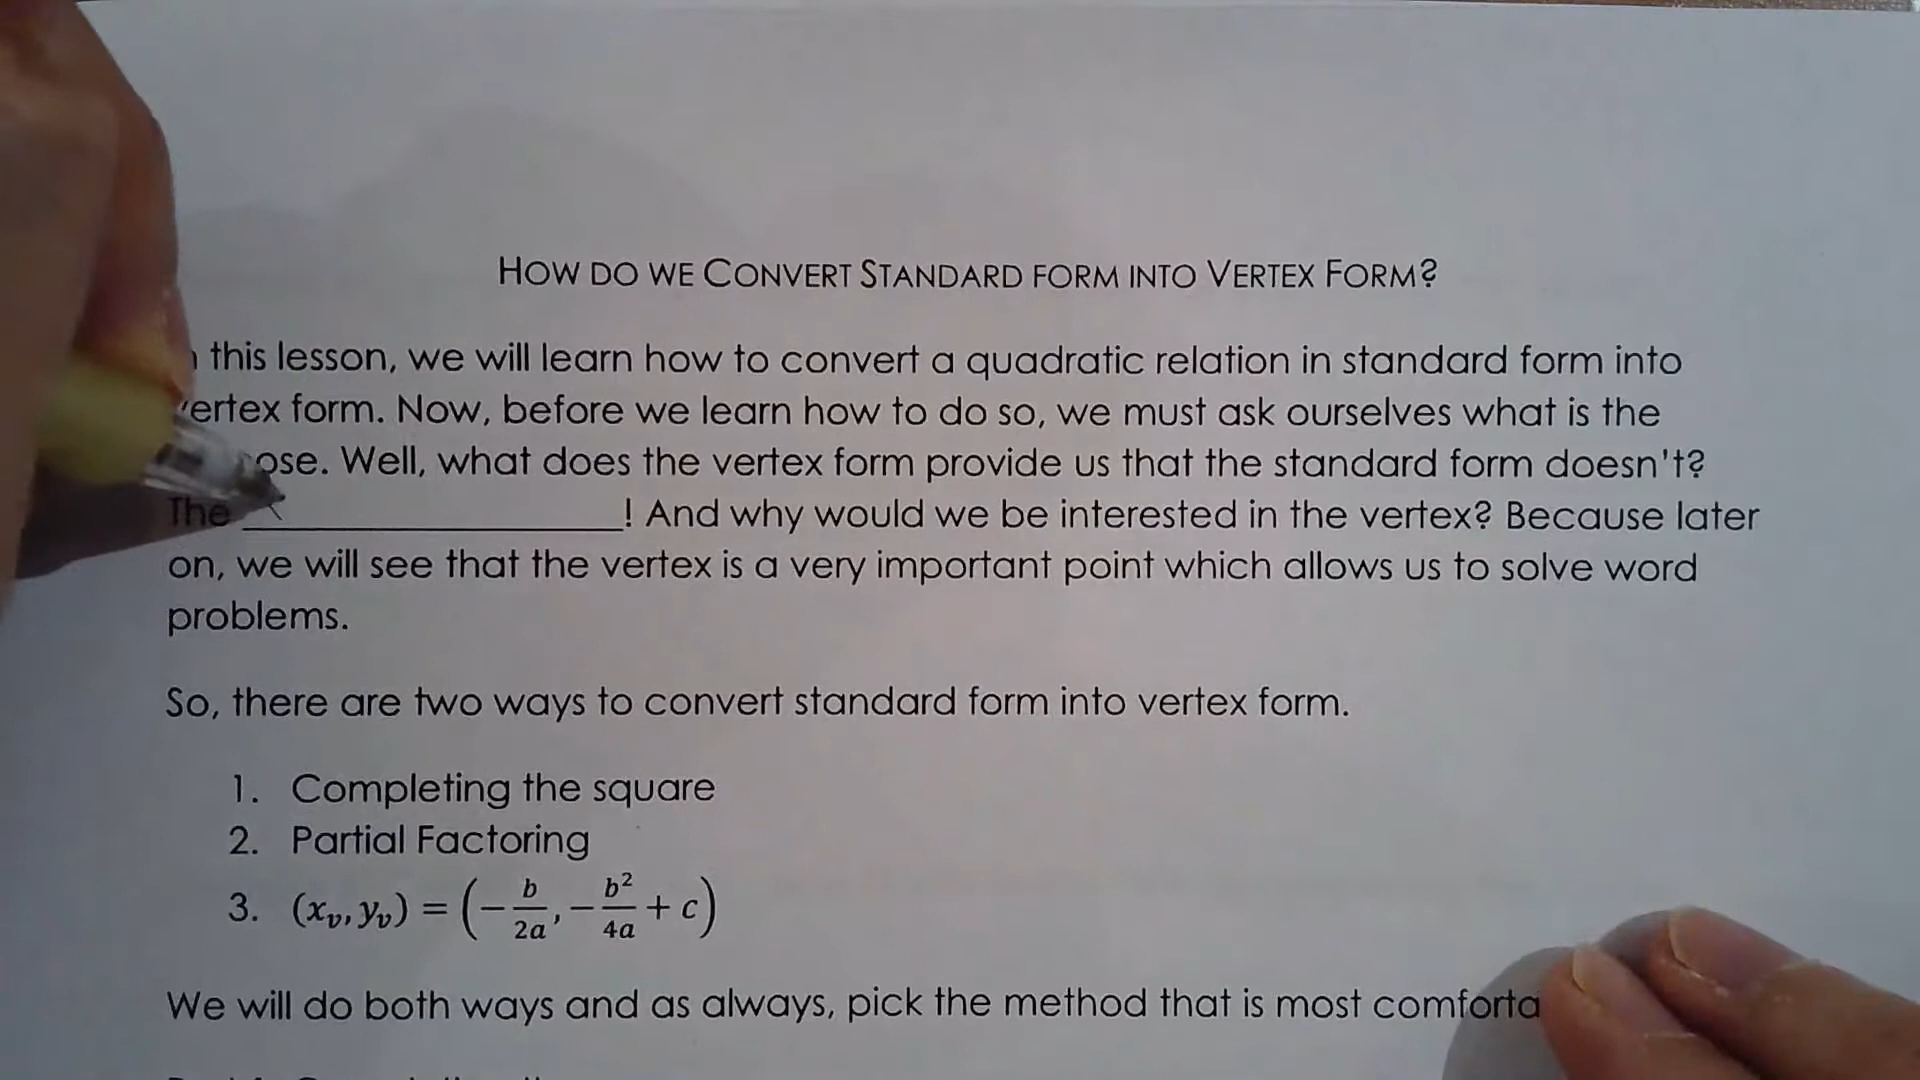 HOW DO WE CONVERT STANDARD FORM INTO VERTEX FORM?
this lesson, we will learn how to convert a quadratic relation in standard form into
vertex form. Now, before we learn how to do so, we must ask ourselves what is the
ose. Well, what does the vertex form provide us that the standard form doesn't?
The ____________________! And why would we be interested in the vertex? Because later
on, we will see that the vertex is a very important point which allows us to solve word
problems.
So, there are two ways to convert standard form into vertex form.
1. Completing the square
2. Partial Factoring
3. (xᵥ, yᵥ) = (−b/2a, −b²/4a + c)
We will do both ways and as always, pick the method that is most comforta